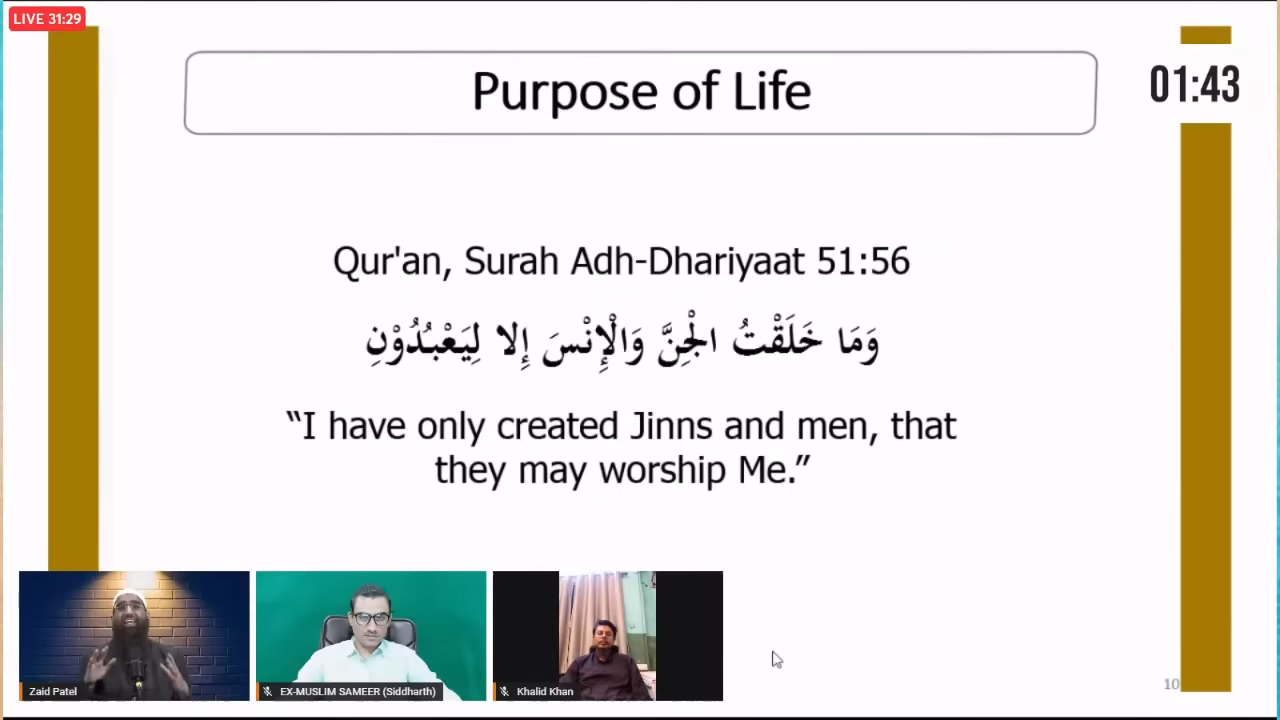 LIVE 31:29
Purpose of Life
01:43
Qur'an, Surah Adh-Dhariyaat 51:56
وَمَا خَلَقْتُ الْجِنَّ وَالْإِنْسَ إِلا لِيَعْبُدُوْنِ
“I have only created Jinns and men, that
they may worship Me.”
Zaid Patel
EX-MUSLIM SAMEER (Siddharth)
Khalid Khan
10